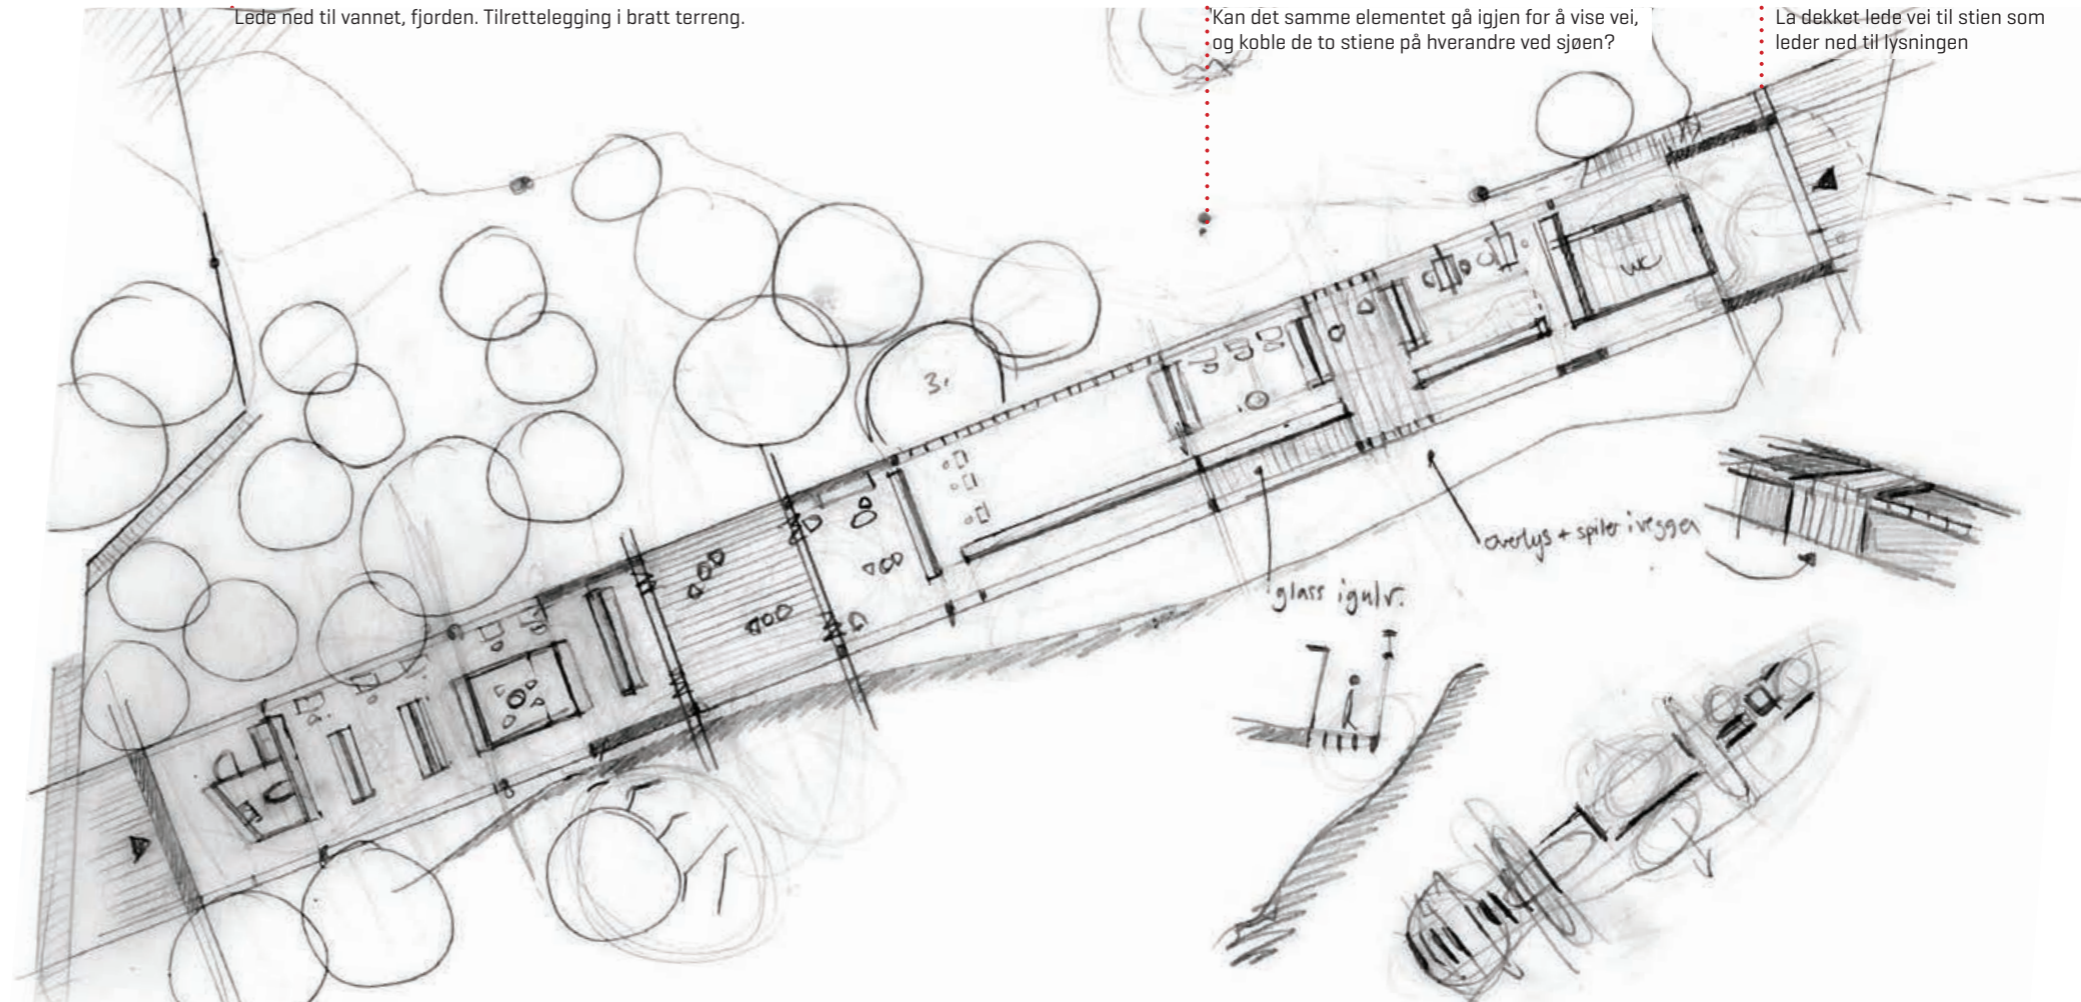 Lede ned til vannet, fjorden. Tilrettelegging i bratt terreng.
Kan det samme elementet gå igjen for å vise vei,
og koble de to stiene på hverandre ved sjøen?
La dekket lede vei til stien som
leder ned til lysningen
WC
3.
overlys + spiler i veggen
glass i gulv.